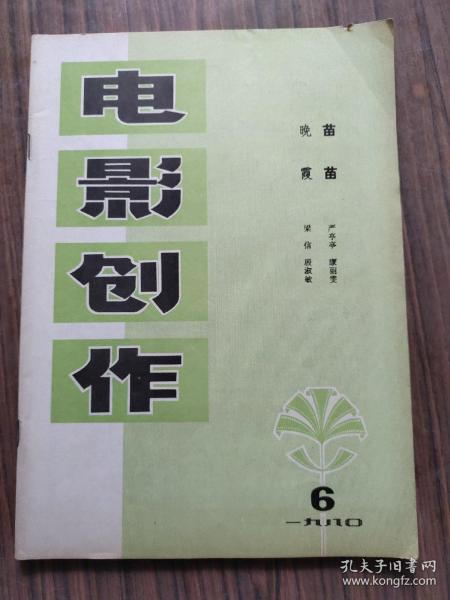 电影创作
苗苗
晚霞
严亭亭 康丽雯
梁信 殷淑敏
6
一九八〇
孔夫子旧书网
www.kongfz.com